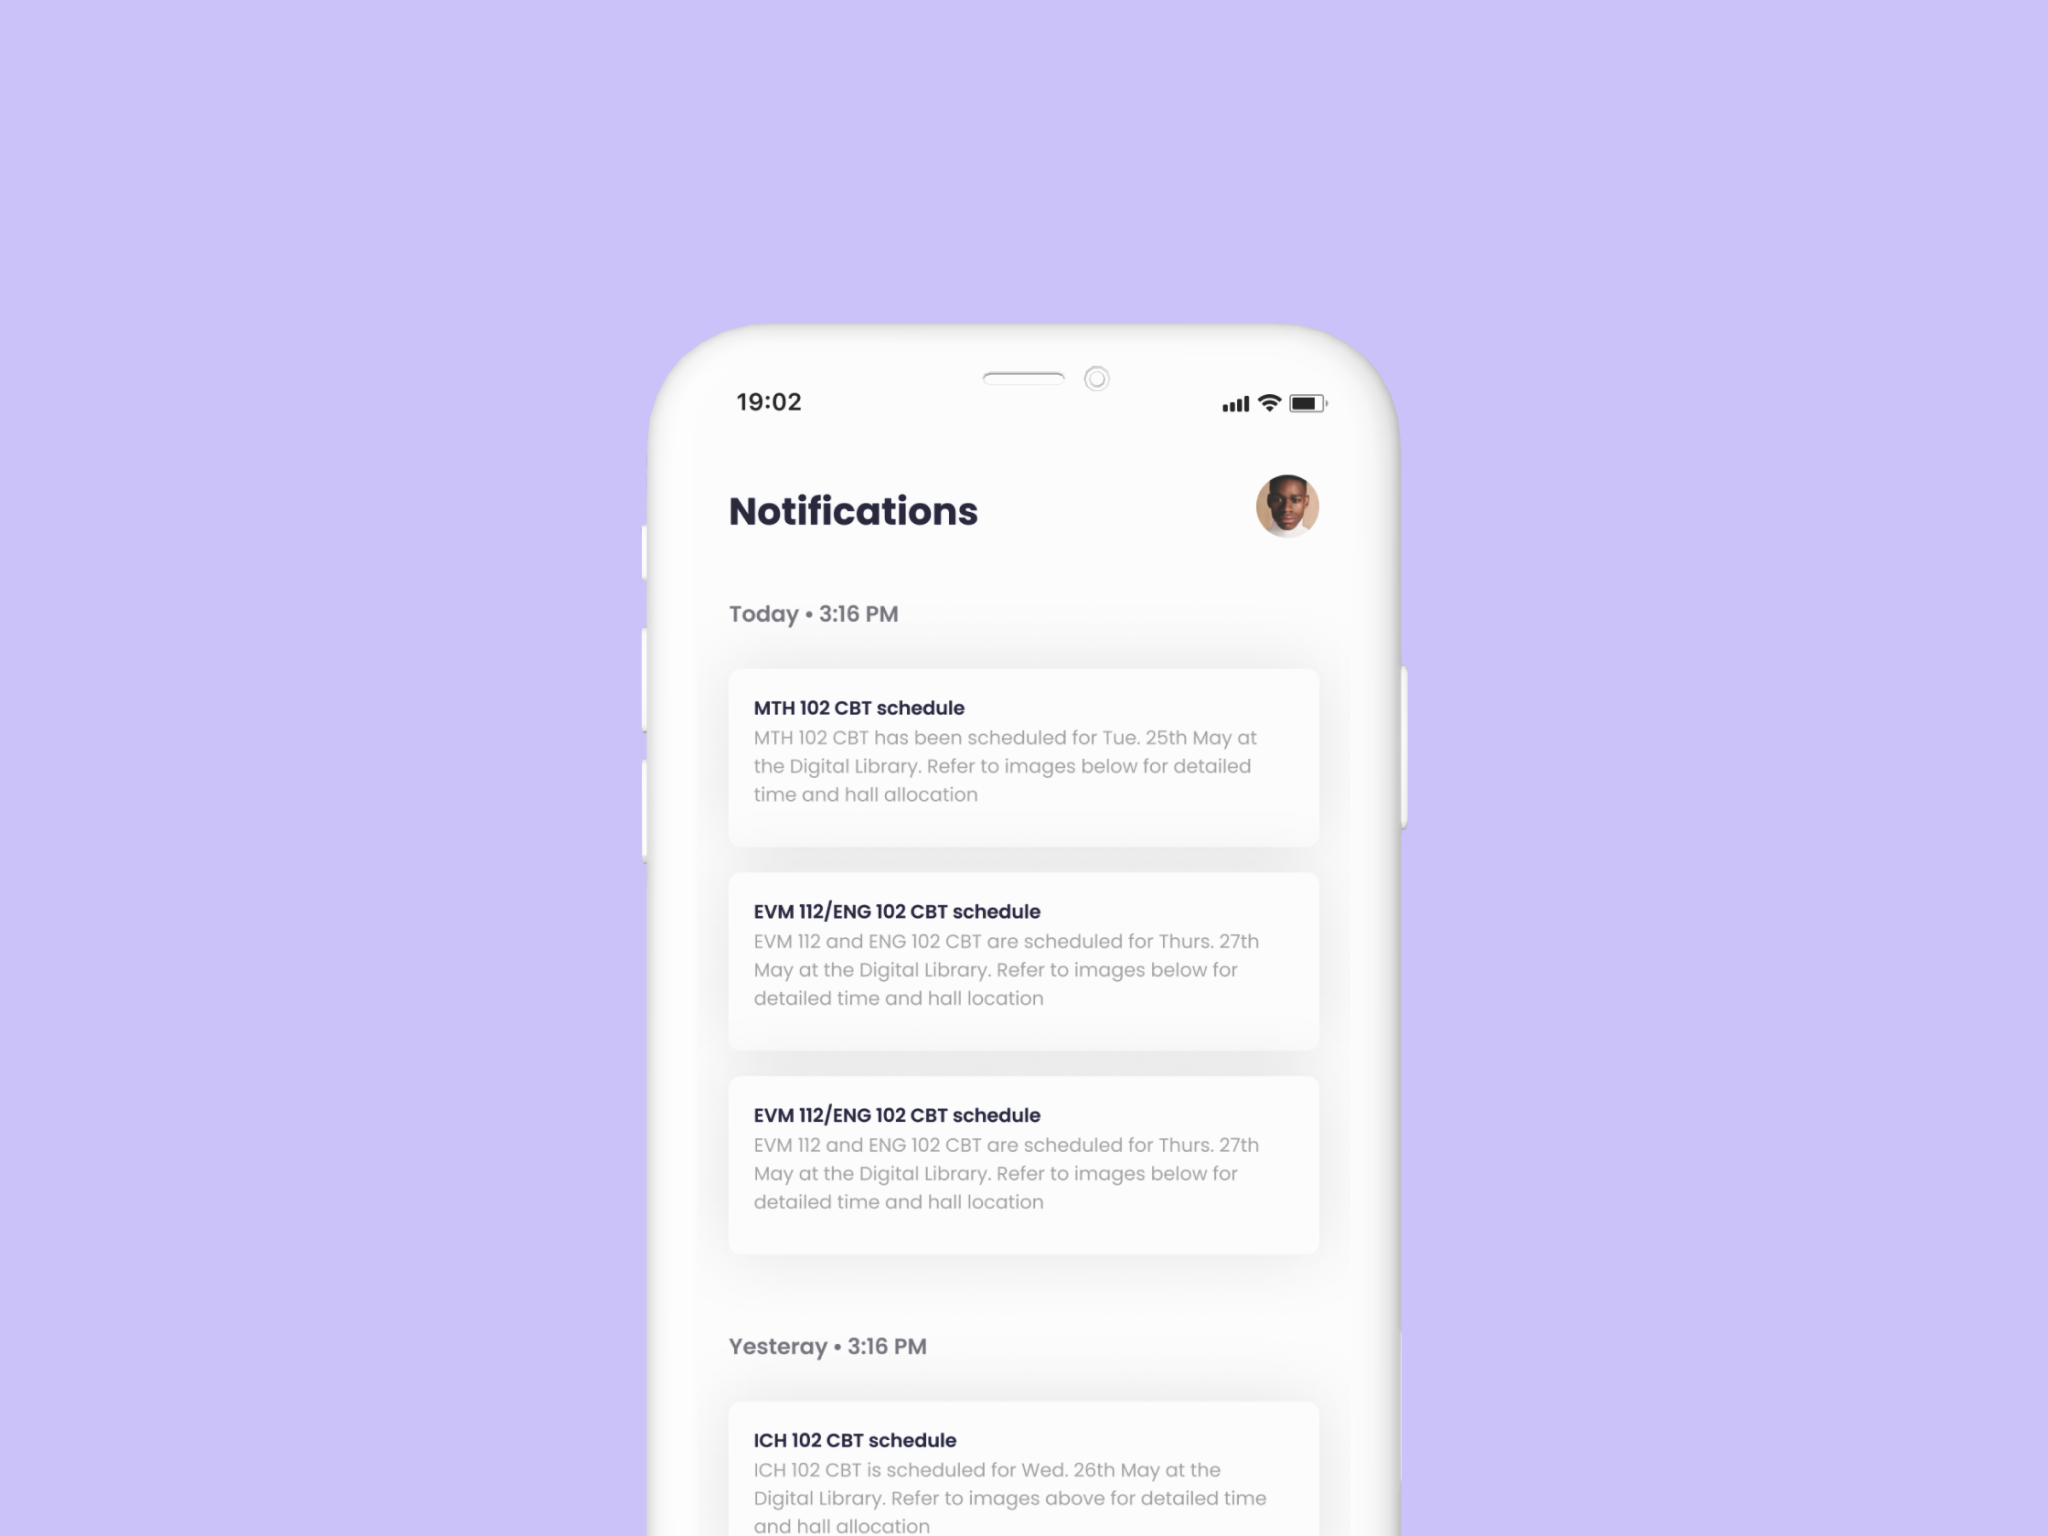 19:02
Notifications
Today • 3:16 PM
MTH 102 CBT schedule
MTH 102 CBT has been scheduled for Tue. 25th May at
the Digital Library. Refer to images below for detailed
time and hall allocation
EVM 112/ENG 102 CBT schedule
EVM 112 and ENG 102 CBT are scheduled for Thurs. 27th
May at the Digital Library. Refer to images below for
detailed time and hall location
EVM 112/ENG 102 CBT schedule
EVM 112 and ENG 102 CBT are scheduled for Thurs. 27th
May at the Digital Library. Refer to images below for
detailed time and hall location
Yesteray • 3:16 PM
ICH 102 CBT schedule
ICH 102 CBT is scheduled for Wed. 26th May at the
Digital Library. Refer to images above for detailed time
and hall allocation